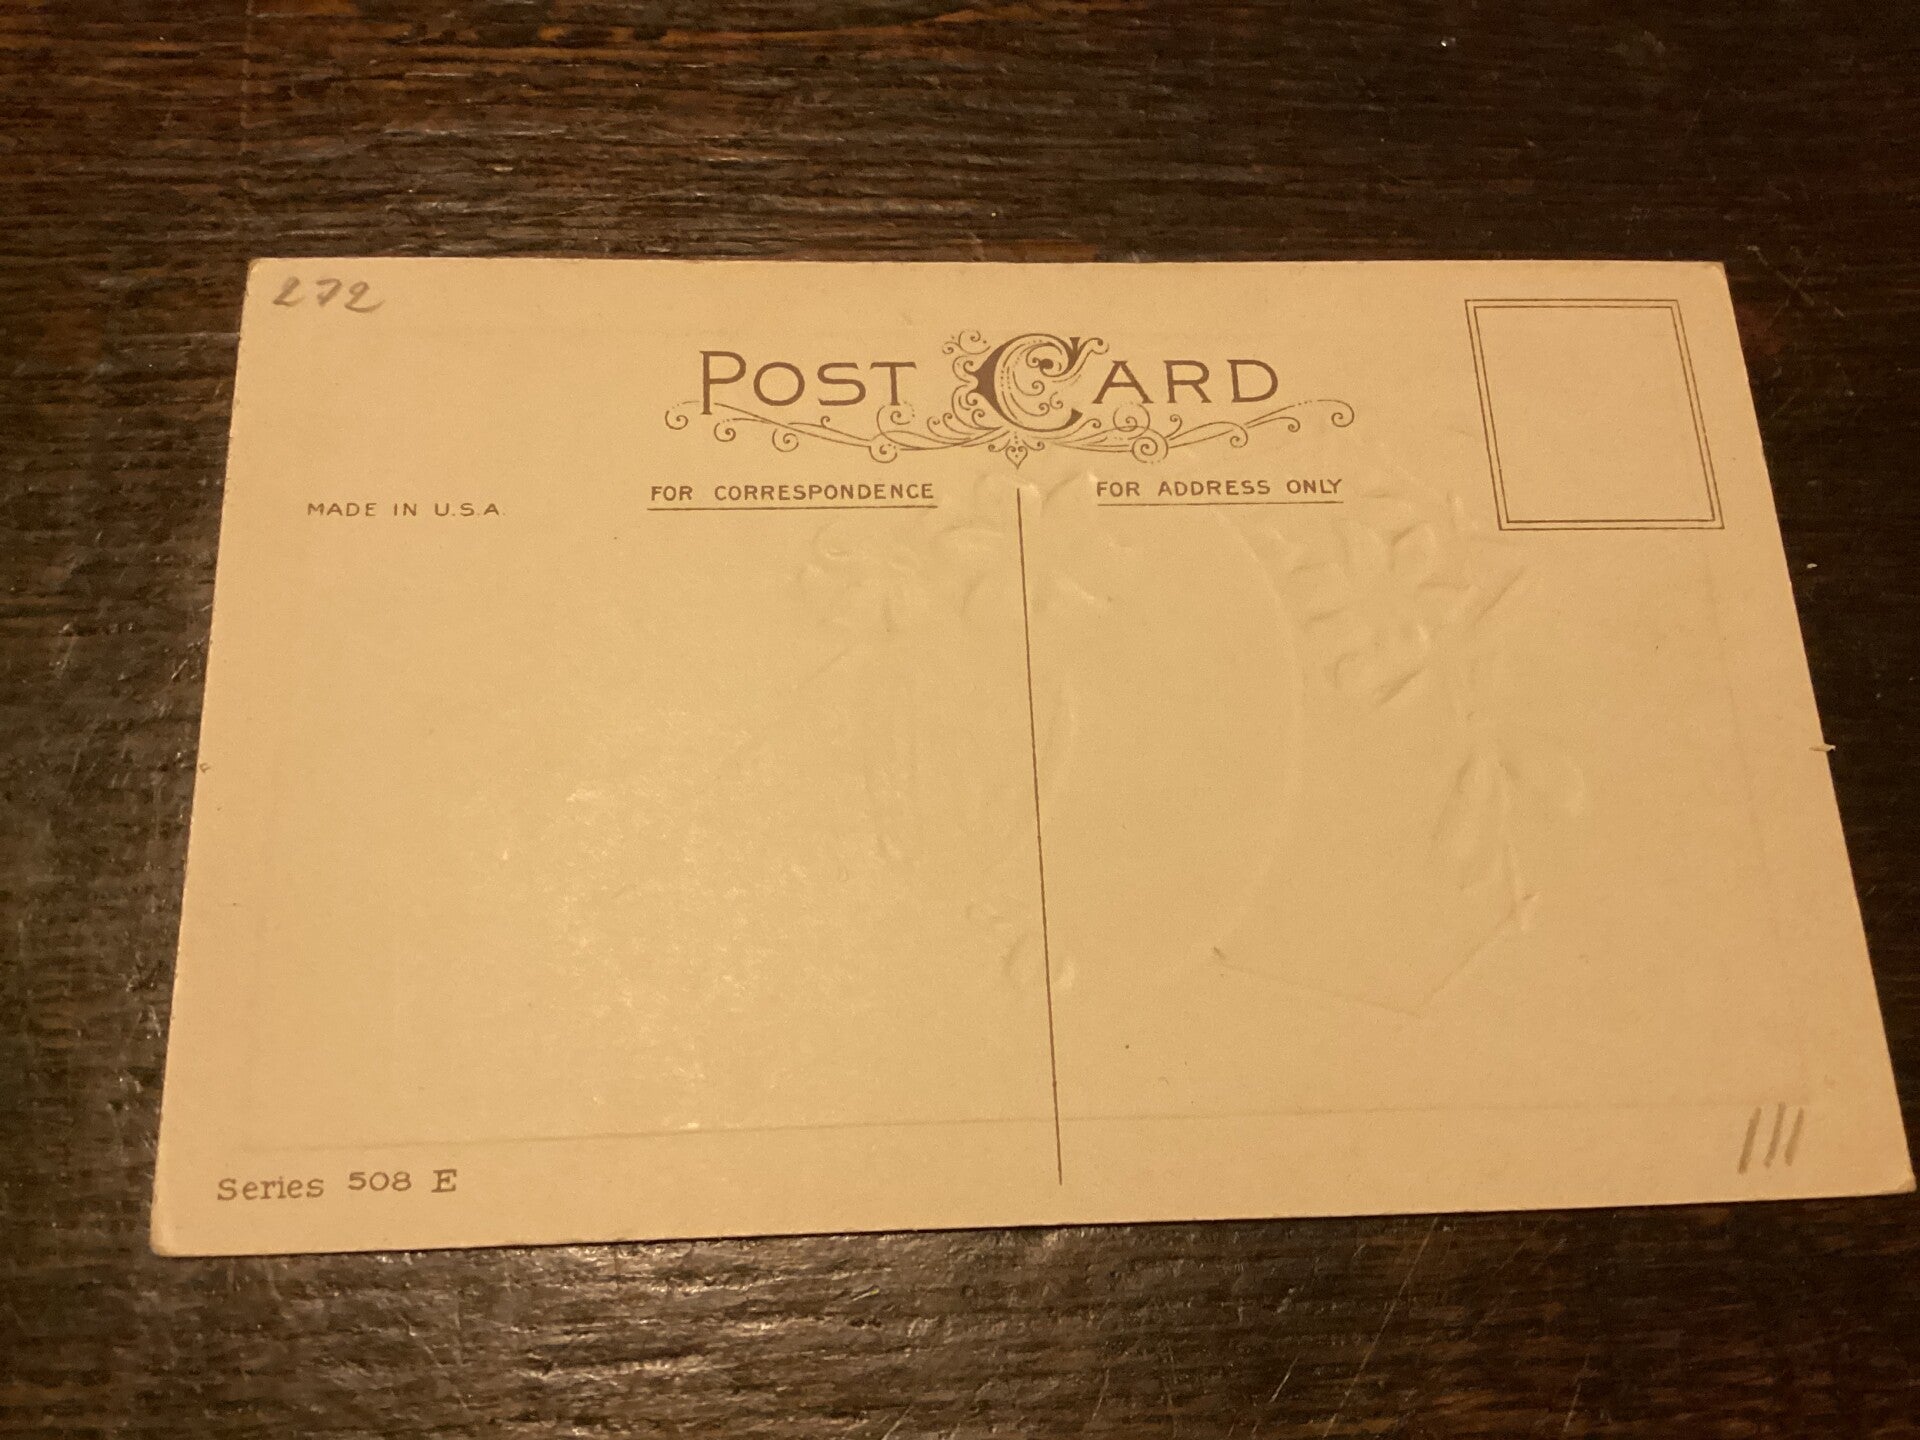 272
POST CARD
MADE IN U.S.A.
FOR CORRESPONDENCE
FOR ADDRESS ONLY
Series 508 E
111